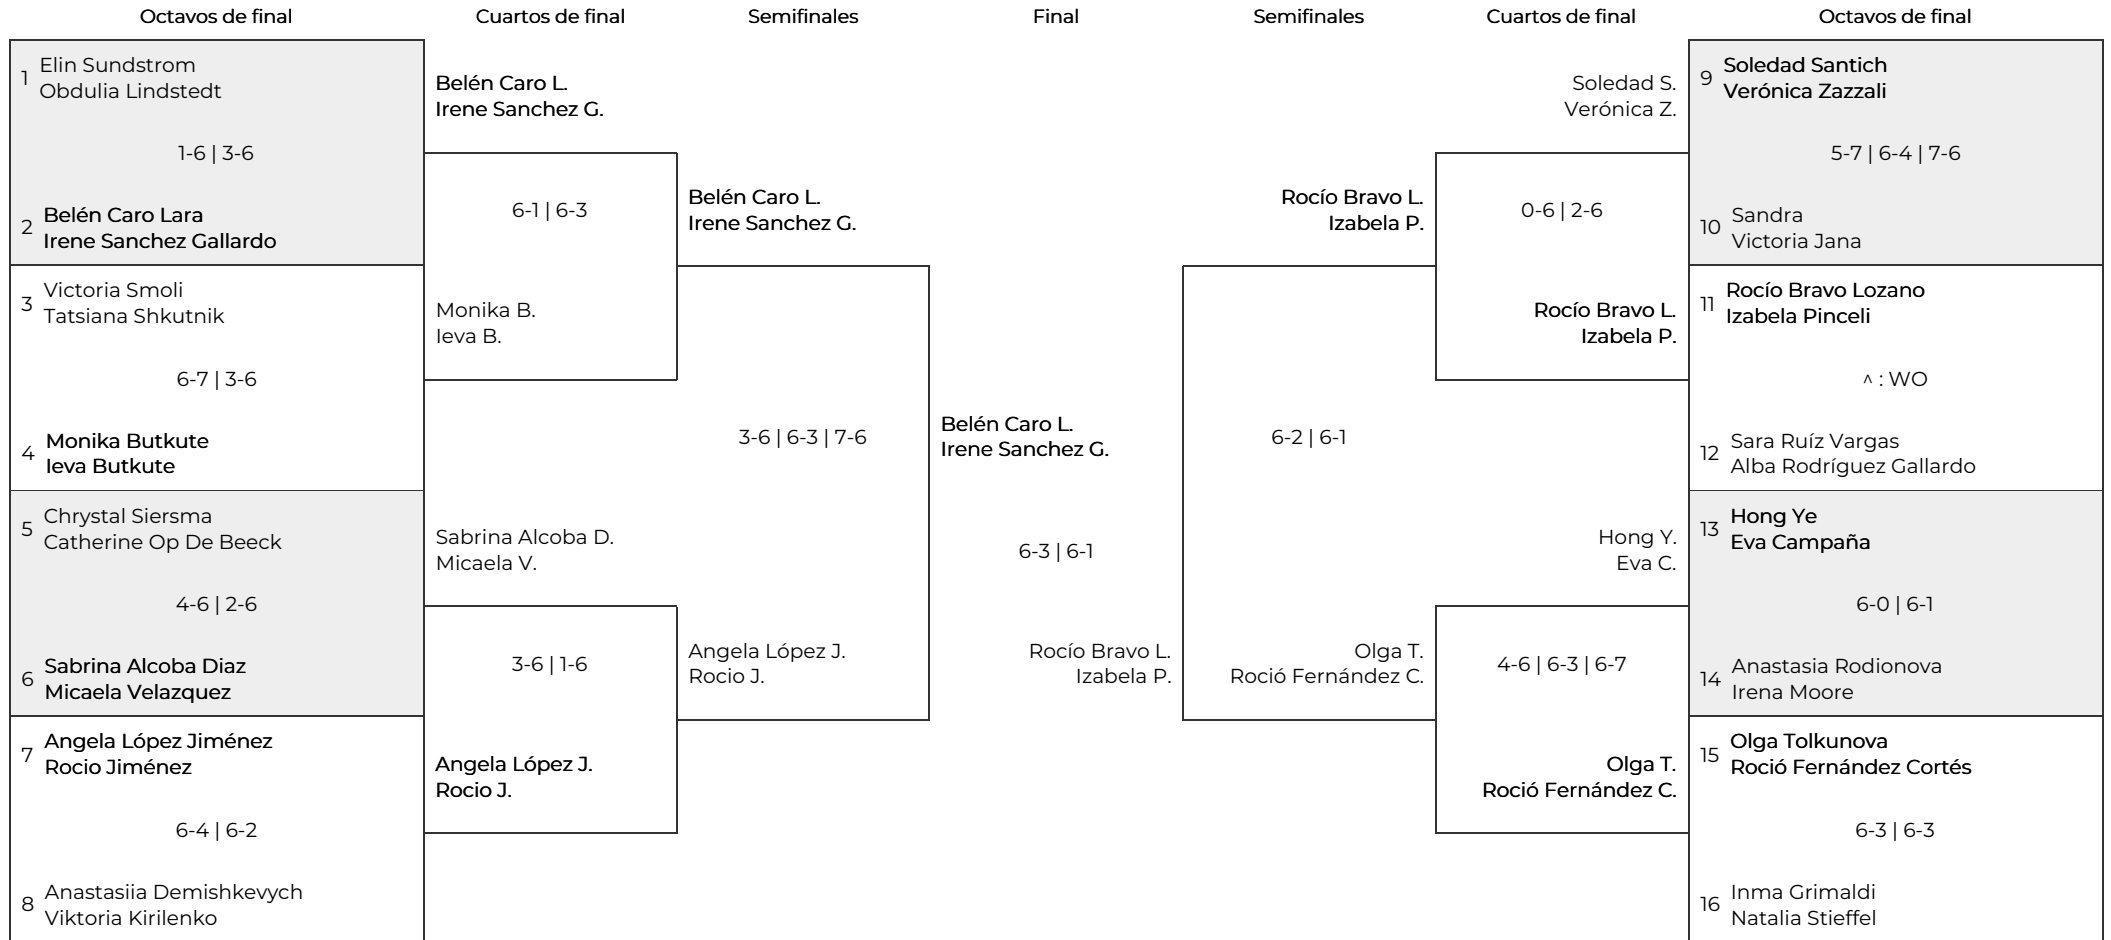 Octavos de final
Cuartos de final
Semifinales
Final
Semifinales
Cuartos de final
Octavos de final
1
Elin Sundstrom
Obdulia Lindstedt
1-6 | 3-6
2
Belén Caro Lara
Irene Sanchez Gallardo
3
Victoria Smoli
Tatsiana Shkutnik
6-7 | 3-6
4
Monika Butkute
Ieva Butkute
5
Chrystal Siersma
Catherine Op De Beeck
4-6 | 2-6
6
Sabrina Alcoba Diaz
Micaela Velazquez
7
Angela López Jiménez
Rocio Jiménez
6-4 | 6-2
8
Anastasiia Demishkevych
Viktoria Kirilenko
Belén Caro L.
Irene Sanchez G.
6-1 | 6-3
Monika B.
Ieva B.
Sabrina Alcoba D.
Micaela V.
3-6 | 1-6
Angela López J.
Rocio J.
Belén Caro L.
Irene Sanchez G.
3-6 | 6-3 | 7-6
Angela López J.
Rocio J.
Belén Caro L.
Irene Sanchez G.
6-3 | 6-1
Rocío Bravo L.
Izabela P.
Rocío Bravo L.
Izabela P.
6-2 | 6-1
Olga T.
Roció Fernández C.
Soledad S.
Verónica Z.
0-6 | 2-6
Rocío Bravo L.
Izabela P.
Hong Y.
Eva C.
4-6 | 6-3 | 6-7
Olga T.
Roció Fernández C.
9
Soledad Santich
Verónica Zazzali
5-7 | 6-4 | 7-6
10
Sandra
Victoria Jana
11
Rocío Bravo Lozano
Izabela Pinceli
^ : WO
12
Sara Ruíz Vargas
Alba Rodríguez Gallardo
13
Hong Ye
Eva Campaña
6-0 | 6-1
14
Anastasia Rodionova
Irena Moore
15
Olga Tolkunova
Roció Fernández Cortés
6-3 | 6-3
16
Inma Grimaldi
Natalia Stieffel